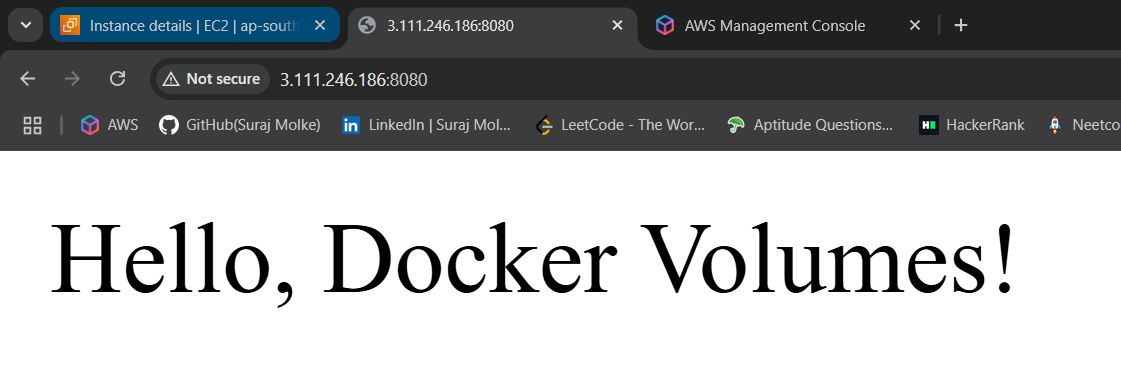 Instance details | EC2 | ap-south
3.111.246.186:8080
AWS Management Console
Not secure 3.111.246.186:8080
AWS GitHub(Suraj Molke) LinkedIn | Suraj Mol... LeetCode - The Wor... Aptitude Questions... HackerRank Neetco
Hello, Docker Volumes!